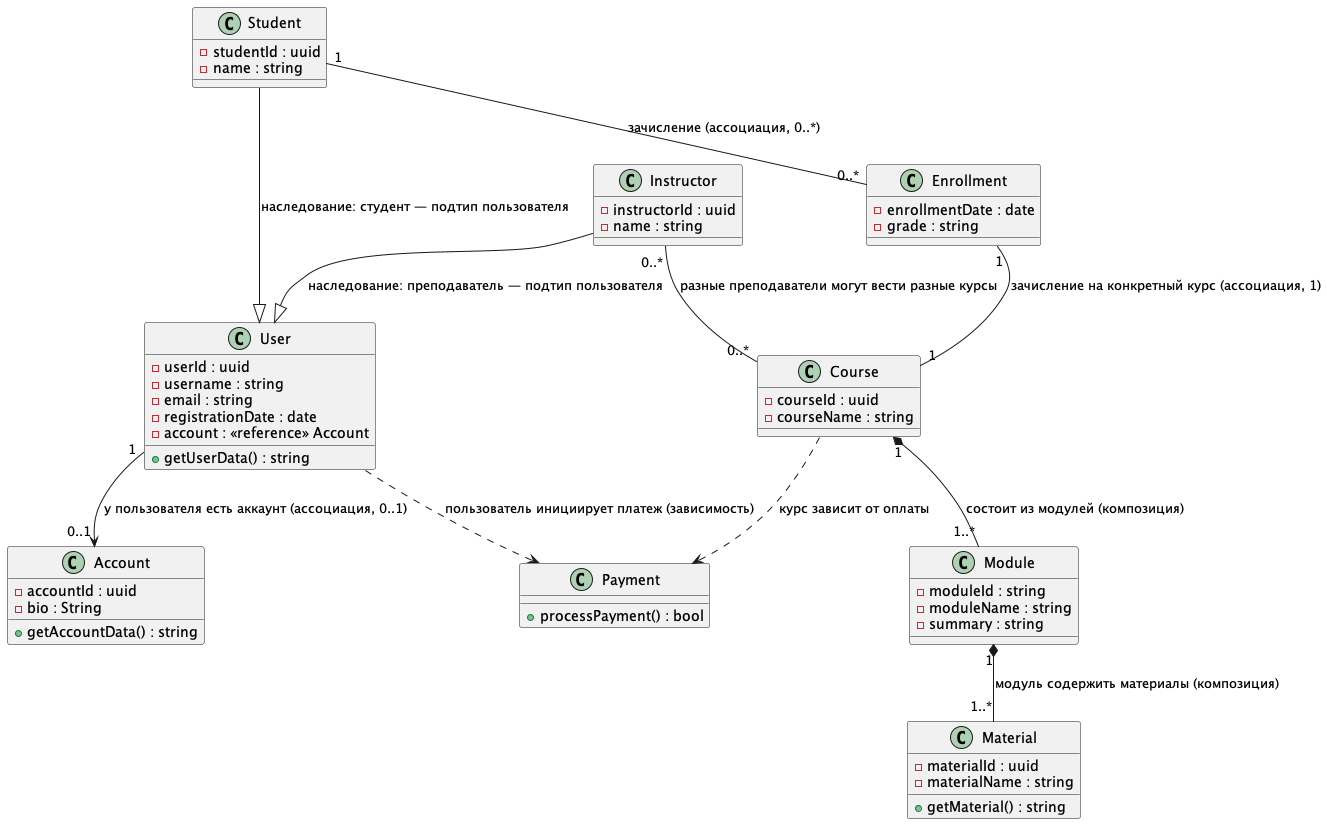 C Student
studentId : uuid
name : string
1
зачисление (ассоциация, 0..*)
0..*
C Instructor
instructorId : uuid
name : string
C Enrollment
enrollmentDate : date
grade : string
наследование: студент — подтип пользователя
0..*
1
наследование: преподаватель — подтип пользователя
разные преподаватели могут вести разные курсы
зачисление на конкретный курс (ассоциация, 1)
0..*
1
C User
userId : uuid
username : string
email : string
registrationDate : date
account : «reference» Account
getUserData() : string
C Course
courseId : uuid
courseName : string
1
1
у пользователя есть аккаунт (ассоциация, 0..1)
пользователь инициирует платеж (зависимость)
курс зависит от оплаты
состоит из модулей (композиция)
0..1
1..*
C Account
accountId : uuid
bio : String
getAccountData() : string
C Payment
processPayment() : bool
C Module
moduleId : string
moduleName : string
summary : string
1
модуль содержить материалы (композиция)
1..*
C Material
materialId : uuid
materialName : string
getMaterial() : string